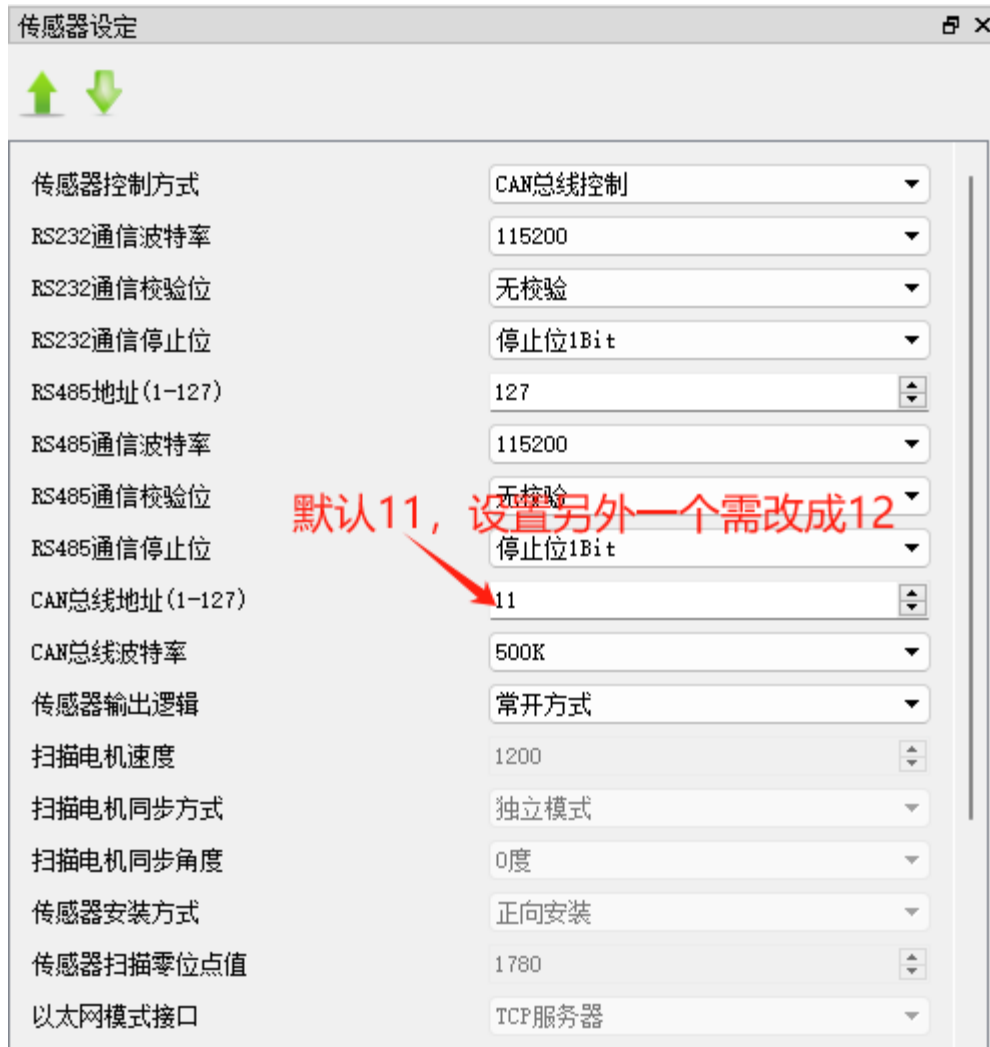 传感器设定
传感器控制方式 CAN总线控制
RS232通信波特率 115200
RS232通信校验位 无校验
RS232通信停止位 停止位1Bit
RS485地址(1-127) 127
RS485通信波特率 115200
RS485通信校验位 无校验
默认11，设置另外一个需改成12
RS485通信停止位 停止位1Bit
CAN总线地址(1-127) 11
CAN总线波特率 500K
传感器输出逻辑 常开方式
扫描电机速度 1200
扫描电机同步方式 独立模式
扫描电机同步角度 0度
传感器安装方式 正向安装
传感器扫描零位点值 1780
以太网模式接口 TCP服务器